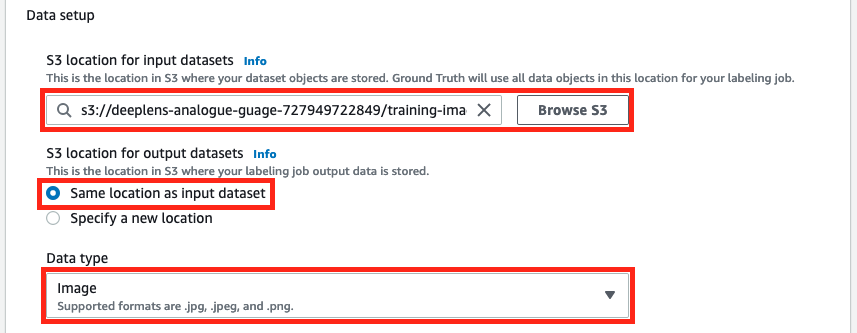 Data setup
S3 location for input datasets Info
This is the location in S3 where your dataset objects are stored. Ground Truth will use all data objects in this location for your labeling job.
s3://deeplens-analogue-guage-727949722849/training-ima Browse S3
S3 location for output datasets Info
This is the location in S3 where your labeling job output data is stored.
Same location as input dataset
Specify a new location
Data type
Image
Supported formats are .jpg, .jpeg, and .png.